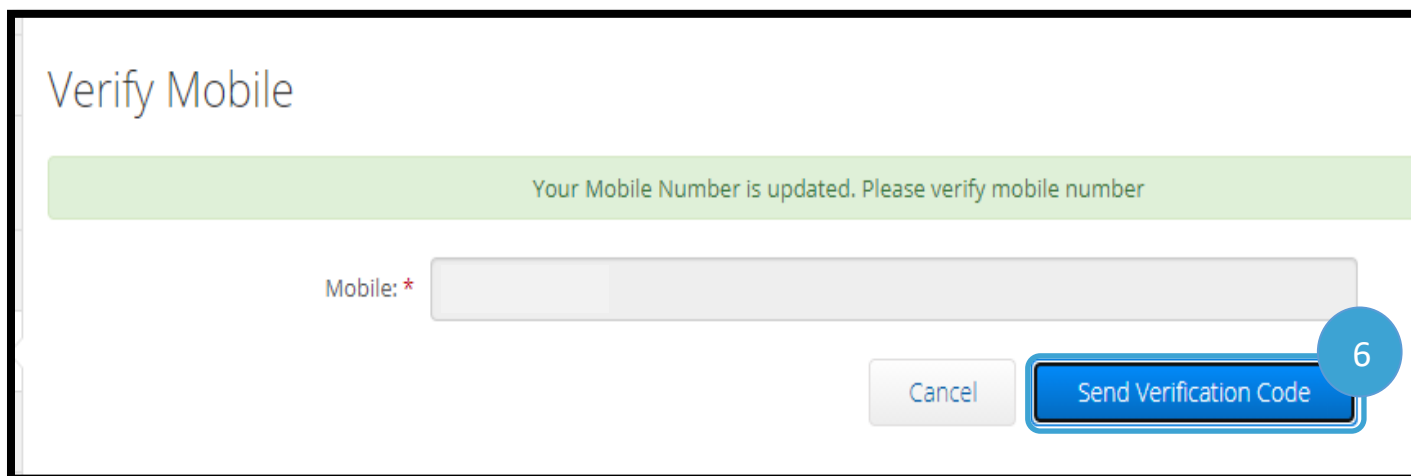 Verify Mobile
Your Mobile Number is updated. Please verify mobile number
Mobile: *
6
Cancel
Send Verification Code